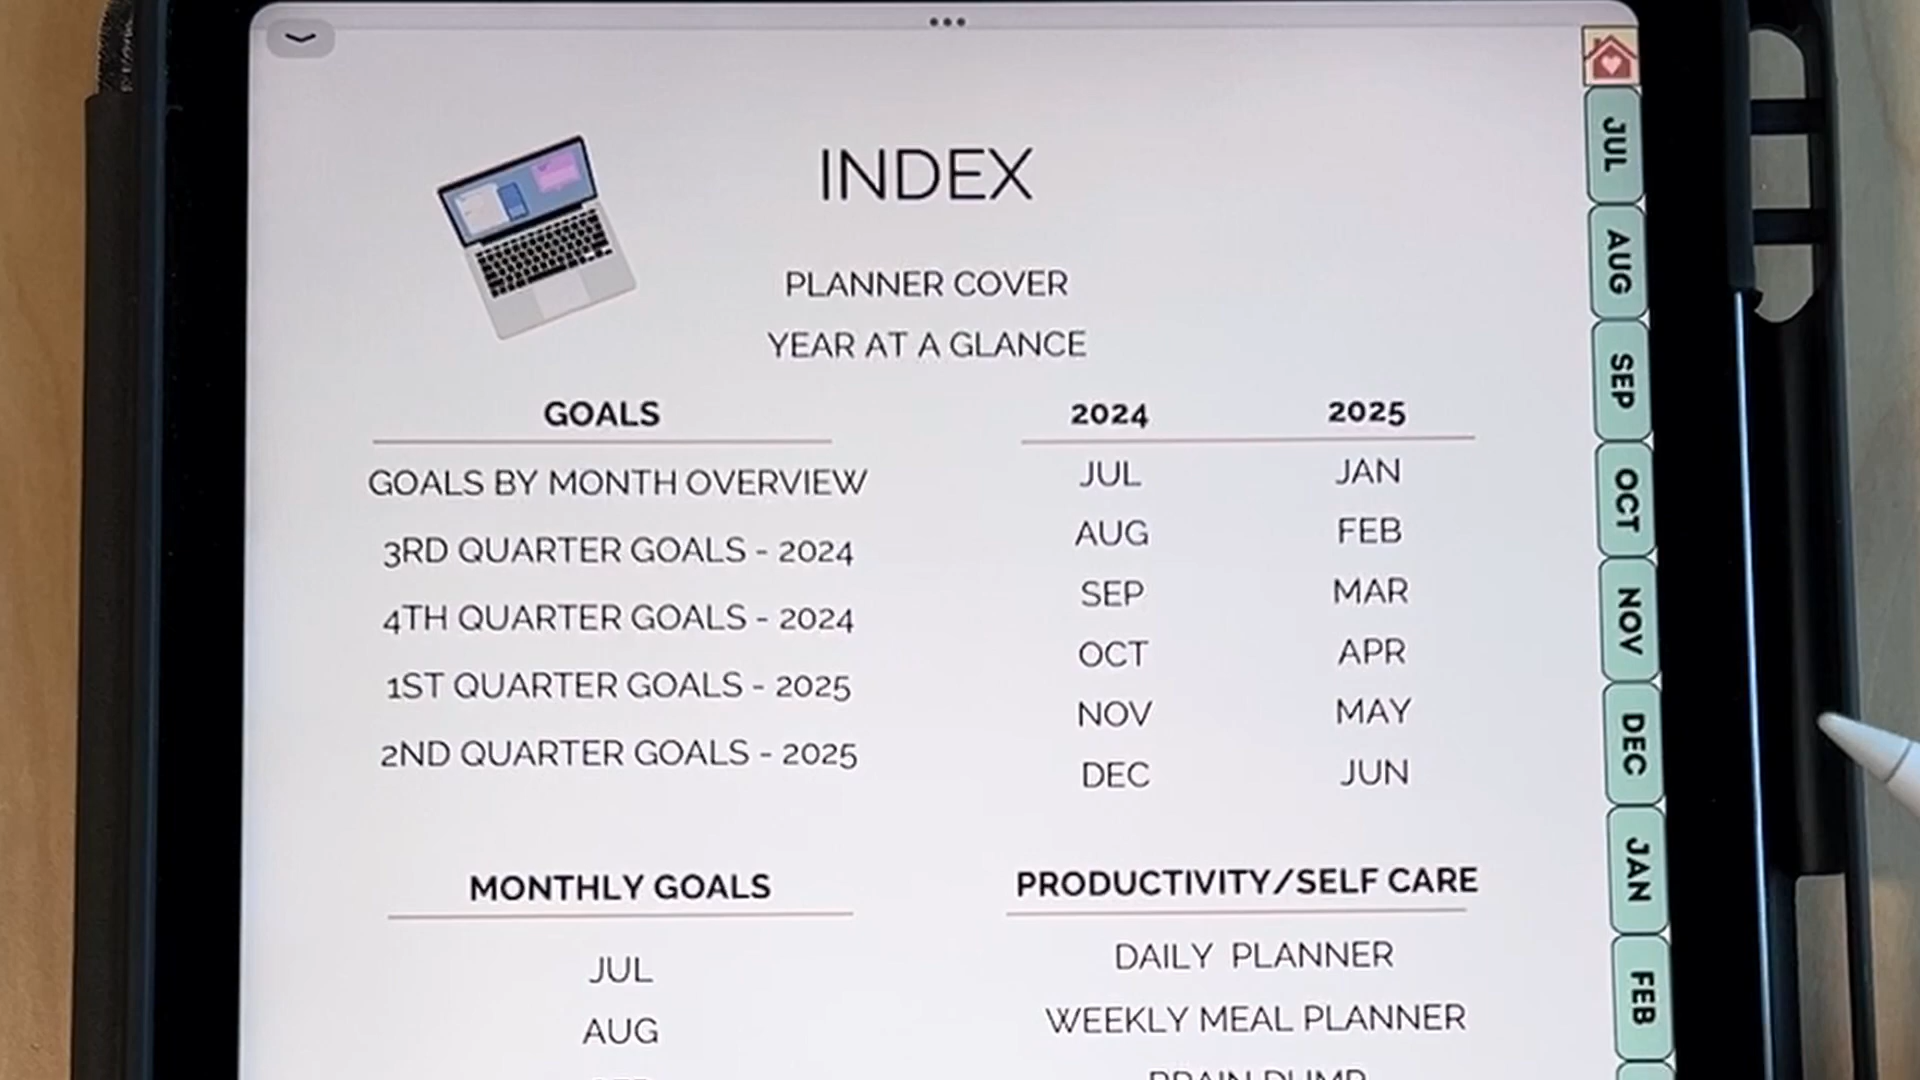 INDEX
PLANNER COVER
YEAR AT A GLANCE
GOALS
GOALS BY MONTH OVERVIEW
3RD QUARTER GOALS - 2024
4TH QUARTER GOALS - 2024
1ST QUARTER GOALS - 2025
2ND QUARTER GOALS - 2025
2024 2025
JUL JAN
AUG FEB
SEP MAR
OCT APR
NOV MAY
DEC JUN
MONTHLY GOALS
JUL
AUG
PRODUCTIVITY/SELF CARE
DAILY PLANNER
WEEKLY MEAL PLANNER
BRAIN DUMP
JUL
AUG
SEP
OCT
NOV
DEC
JAN
FEB